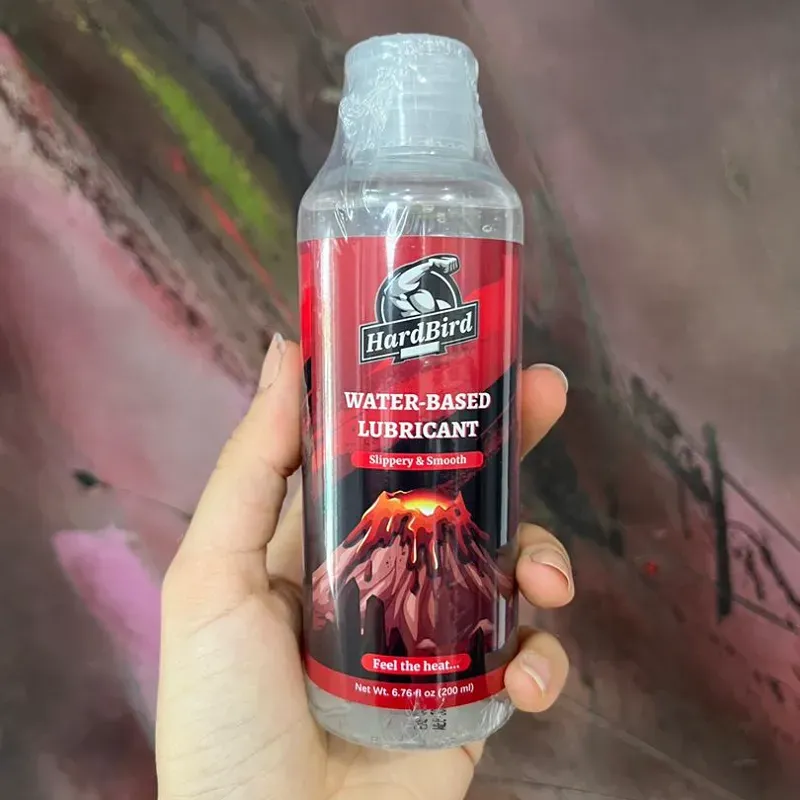 HardBird
WATER-BASED
LUBRICANT
Slippery & Smooth
Feel the heat...
Net Wt. 6.76 fl oz (200 ml)